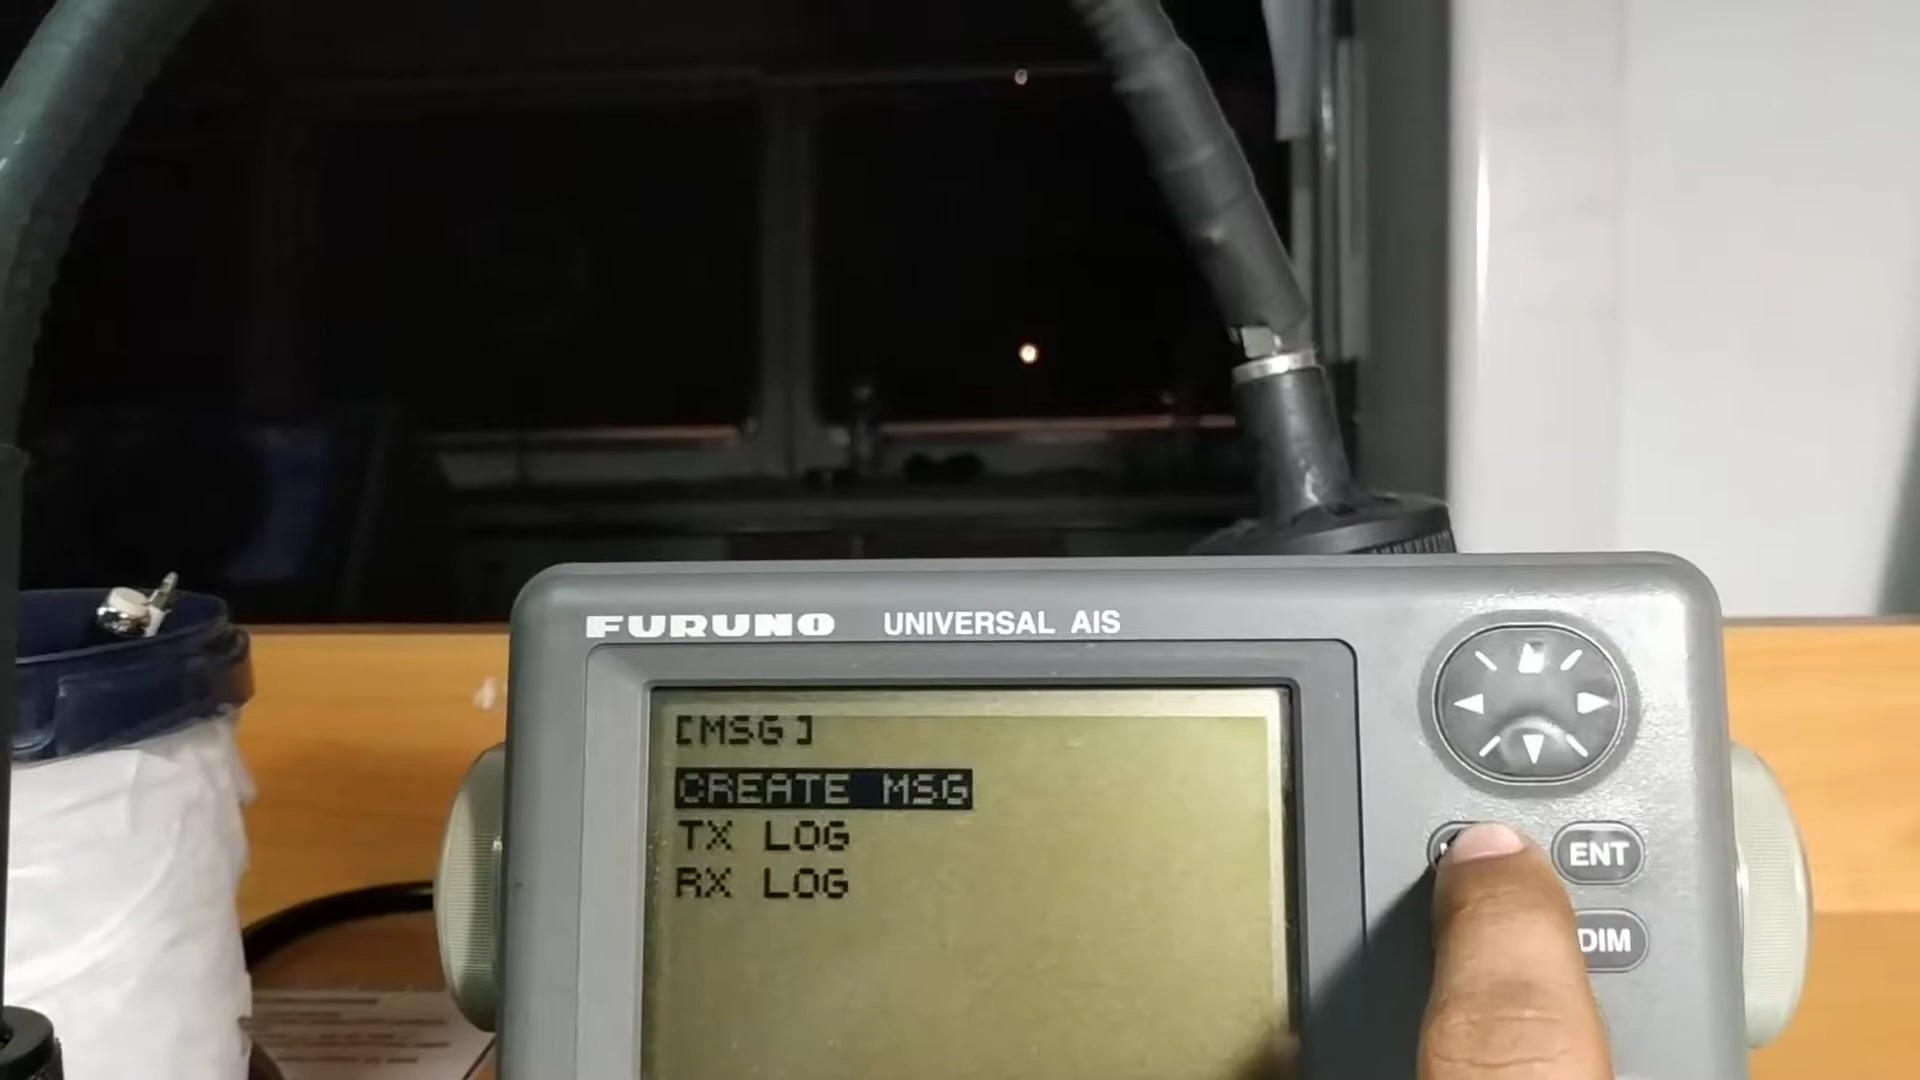 FURUNO UNIVERSAL AIS
[MSG]
CREATE MSG
TX LOG
RX LOG
ENT
DIM